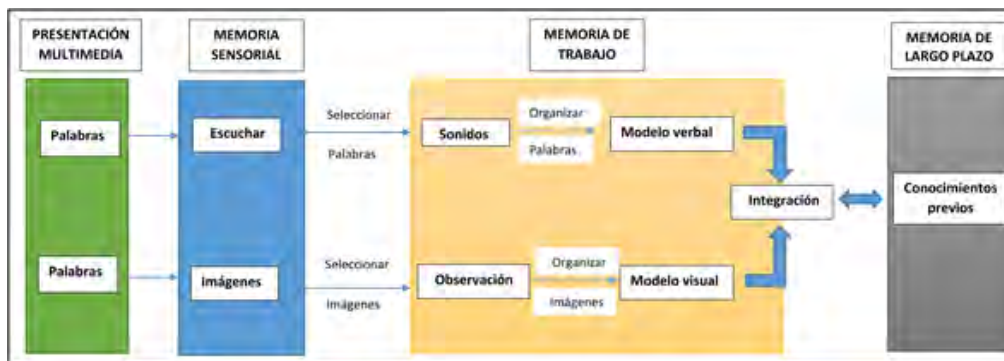 PRESENTACIÓN
MULTIMEDIA
MEMORIA
SENSORIAL
MEMORIA DE
TRABAJO
MEMORIA DE
LARGO PLAZO
Palabras
Escuchar
Seleccionar
Palabras
Sonidos
Organizar
Palabras
Modelo verbal
Integración
Conocimientos
previos
Palabras
Imágenes
Seleccionar
Imágenes
Observación
Organizar
Imágenes
Modelo visual